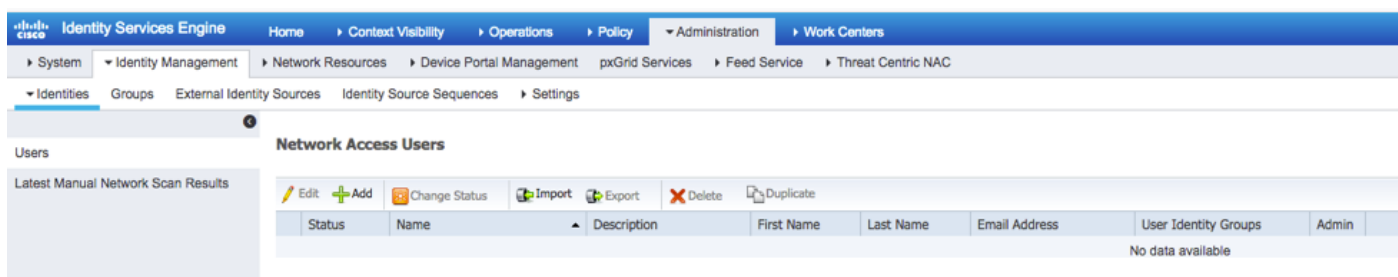 cisco Identity Services Engine Home Context Visibility Operations Policy Administration Work Centers
System Identity Management Network Resources Device Portal Management pxGrid Services Feed Service Threat Centric NAC
Identities Groups External Identity Sources Identity Source Sequences Settings
Users
Latest Manual Network Scan Results
Network Access Users
Edit Add Change Status Import Export Delete Duplicate
Status Name Description First Name Last Name Email Address User Identity Groups Admin
No data available